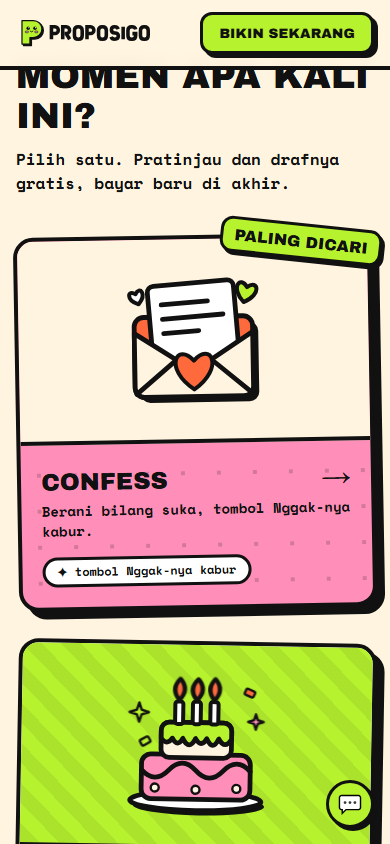 PROPOSIGO
BIKIN SEKARANG
MOMEN APA KALI
INI?
Pilih satu. Pratinjau dan drafnya
gratis, bayar baru di akhir.
PALING DICARI
CONFESS →
Berani bilang suka, tombol Nggak-nya
kabur.
✦ tombol Nggak-nya kabur